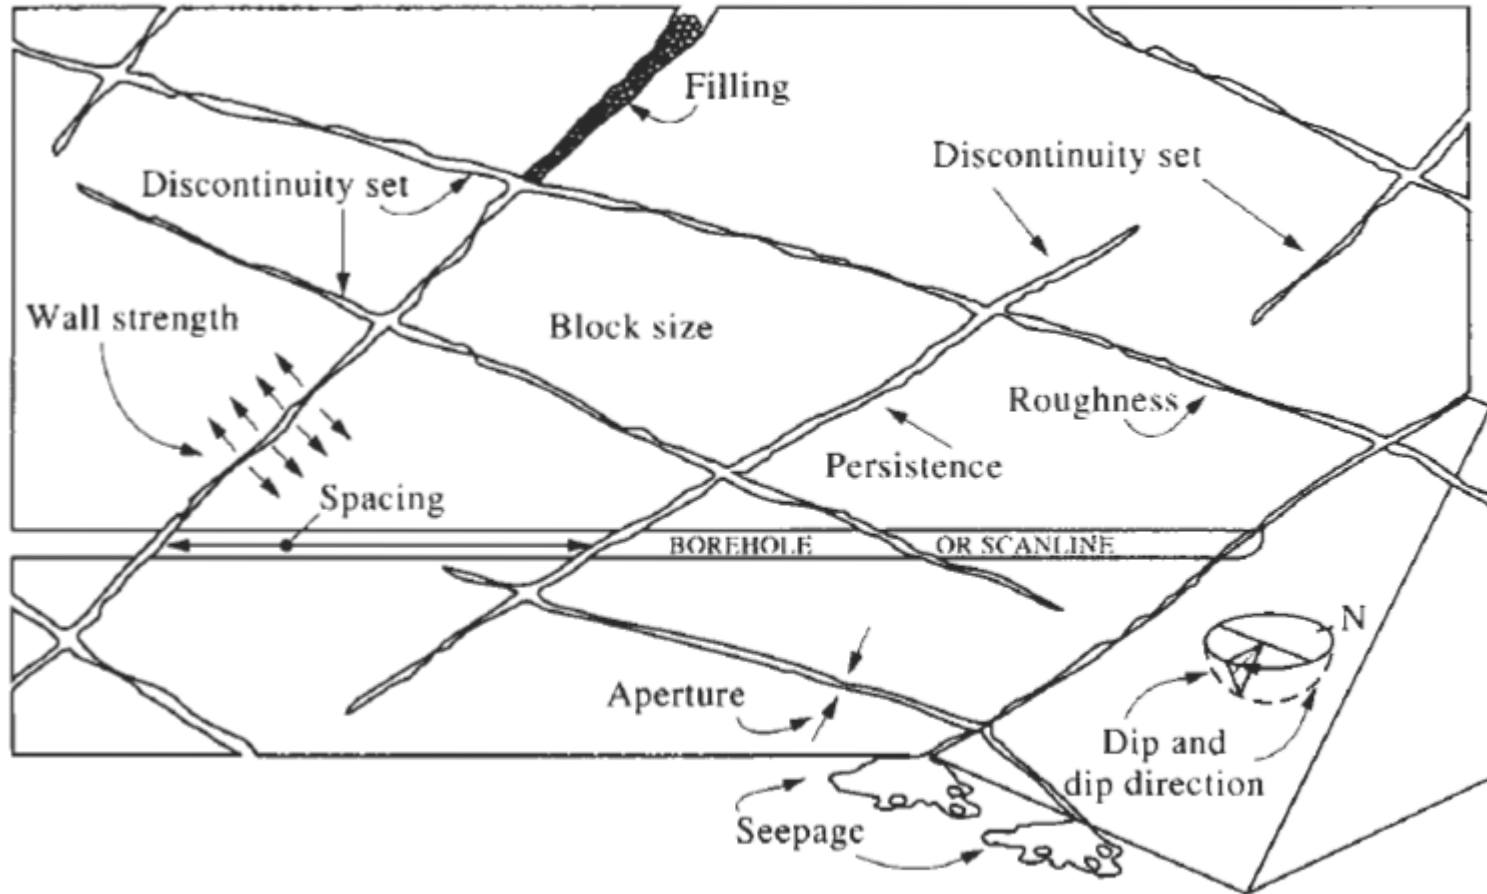 Filling
Discontinuity set
Discontinuity set
Wall strength
Block size
Roughness
Persistence
Spacing
BOREHOLE OR SCANLINE
N
Aperture
Dip and
dip direction
Seepage